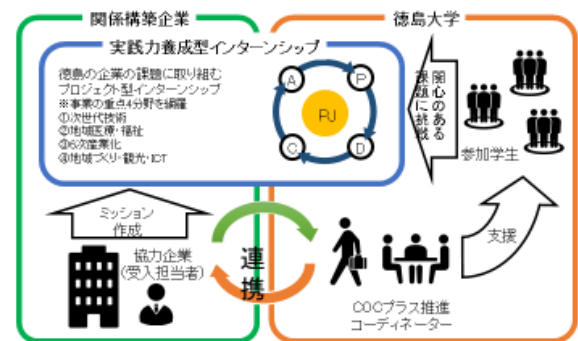 関係構築企業
徳島大学
実践力養成型インターンシップ
徳島の企業の課題に取り組む
プロジェクト型インターンシップ
※事業の重点4分野を網羅
①次世代技術
②地域医療・福祉
③6次産業化
④地域づくり・観光・ICT
A
P
PJ
C
D
関心のある
課題に挑戦
参加学生
ミッション
作成
協力企業
(受入担当者)
連携
支援
COCプラス推進
コーディネーター